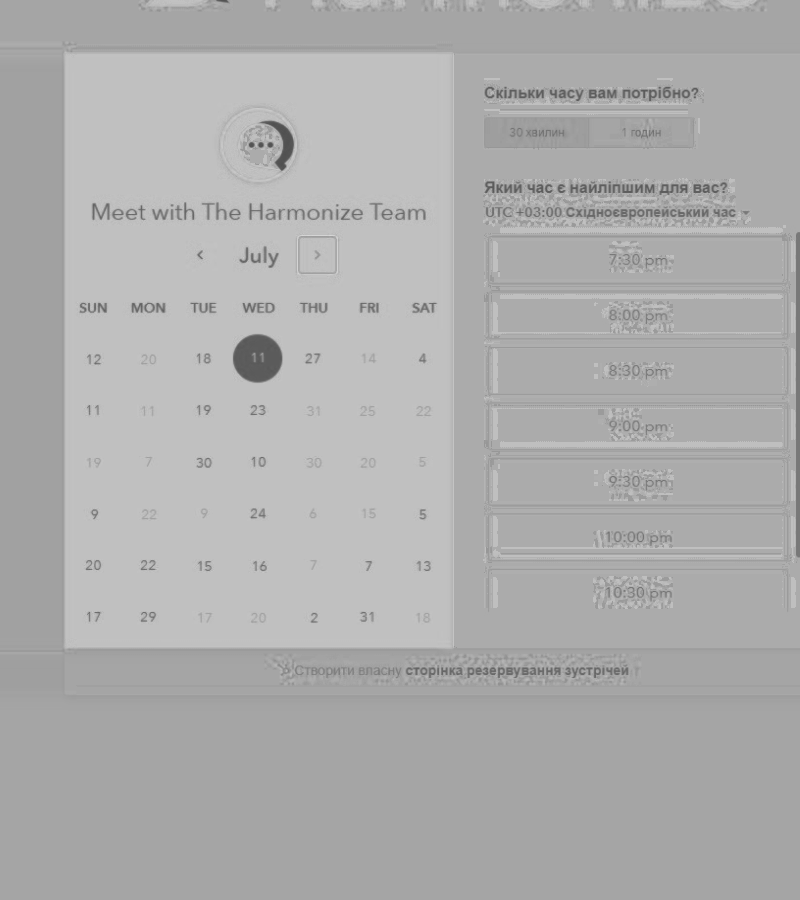 Meet with The Harmonize Team
‹ July ›
SUN MON TUE WED THU FRI SAT
12 20 18 11 27 14 4
11 11 19 23 31 25 22
19 7 30 10 30 20 5
9 22 9 24 6 15 5
20 22 15 16 7 7 13
17 29 17 20 2 31 18
Скільки часу вам потрібно?
30 хвилин 1 годин
Який час є найліпшим для вас?
UTC +03:00 Східноєвропейський час
7:30 pm
8:00 pm
8:30 pm
9:00 pm
9:30 pm
10:00 pm
10:30 pm
Створити власну сторінка резервування зустрічей